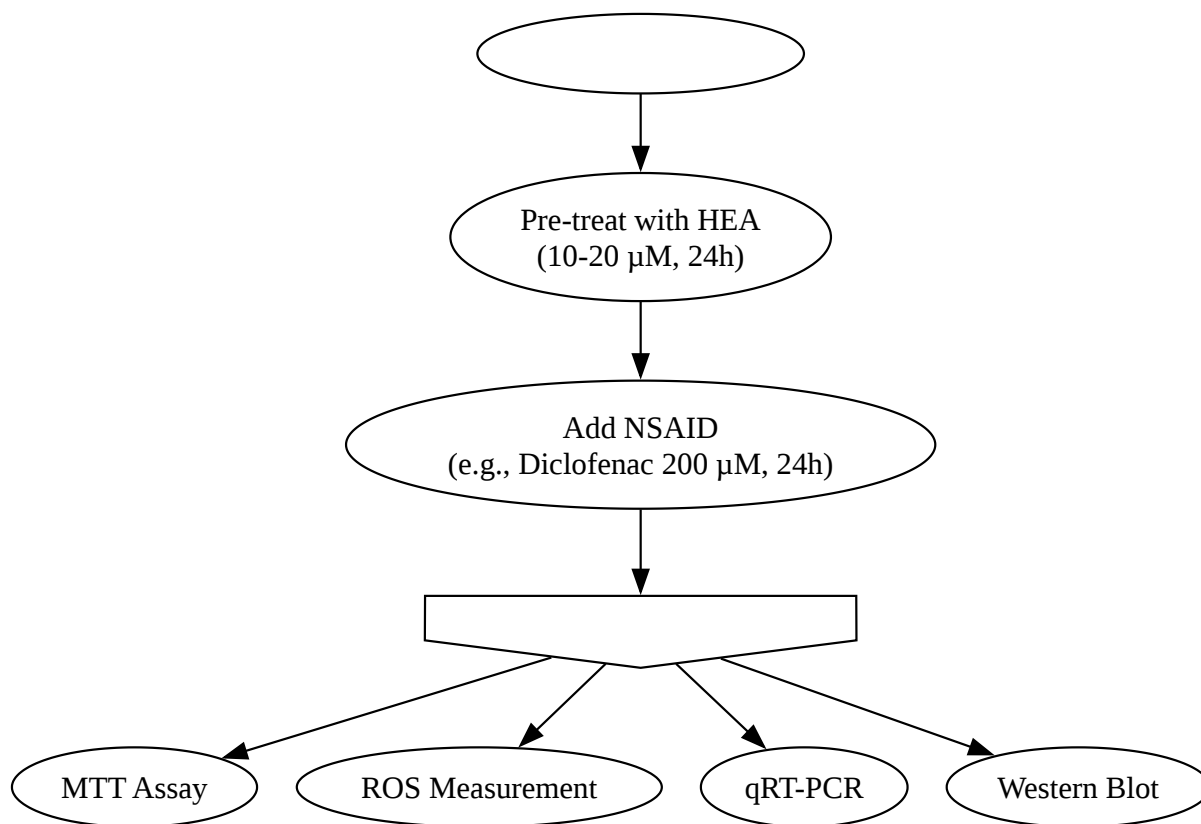 Pre-treat with HEA
(10-20 µM, 24h)
Add NSAID
(e.g., Diclofenac 200 µM, 24h)
MTT Assay
ROS Measurement
qRT-PCR
Western Blot